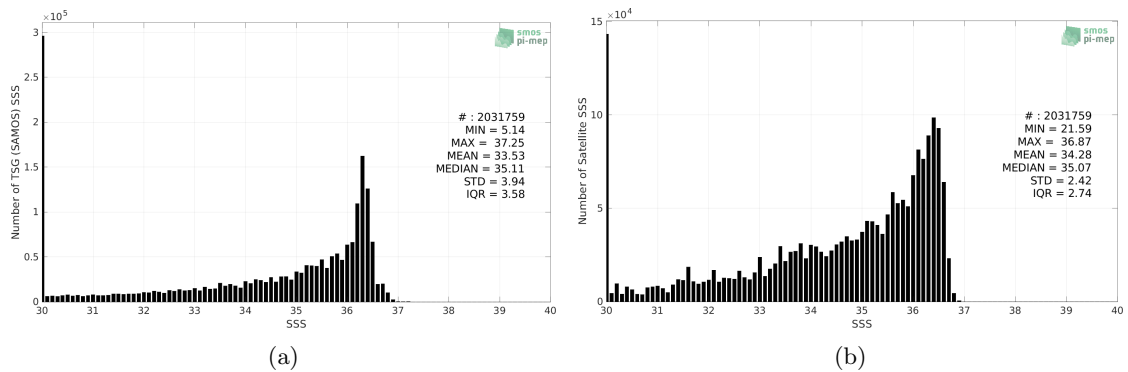 ×10⁵
3
2.5
2
1.5
1
0.5
0
30 31 32 33 34 35 36 37 38 39 40
SSS
Number of TSG (SAMOS) SSS
smos
pi-mep
# : 2031759
MIN = 5.14
MAX = 37.25
MEAN = 33.53
MEDIAN = 35.11
STD = 3.94
IQR = 3.58
(a)
×10⁴
15
10
5
0
30 31 32 33 34 35 36 37 38 39 40
SSS
Number of Satellite SSS
smos
pi-mep
# : 2031759
MIN = 21.59
MAX = 36.87
MEAN = 34.28
MEDIAN = 35.07
STD = 2.42
IQR = 2.74
(b)